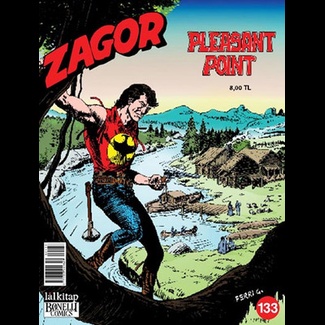 ZAGOR
PLEASANT
POINT
8,00 TL
lal kitap
BONELLI
COMICS
FERRI G.
133